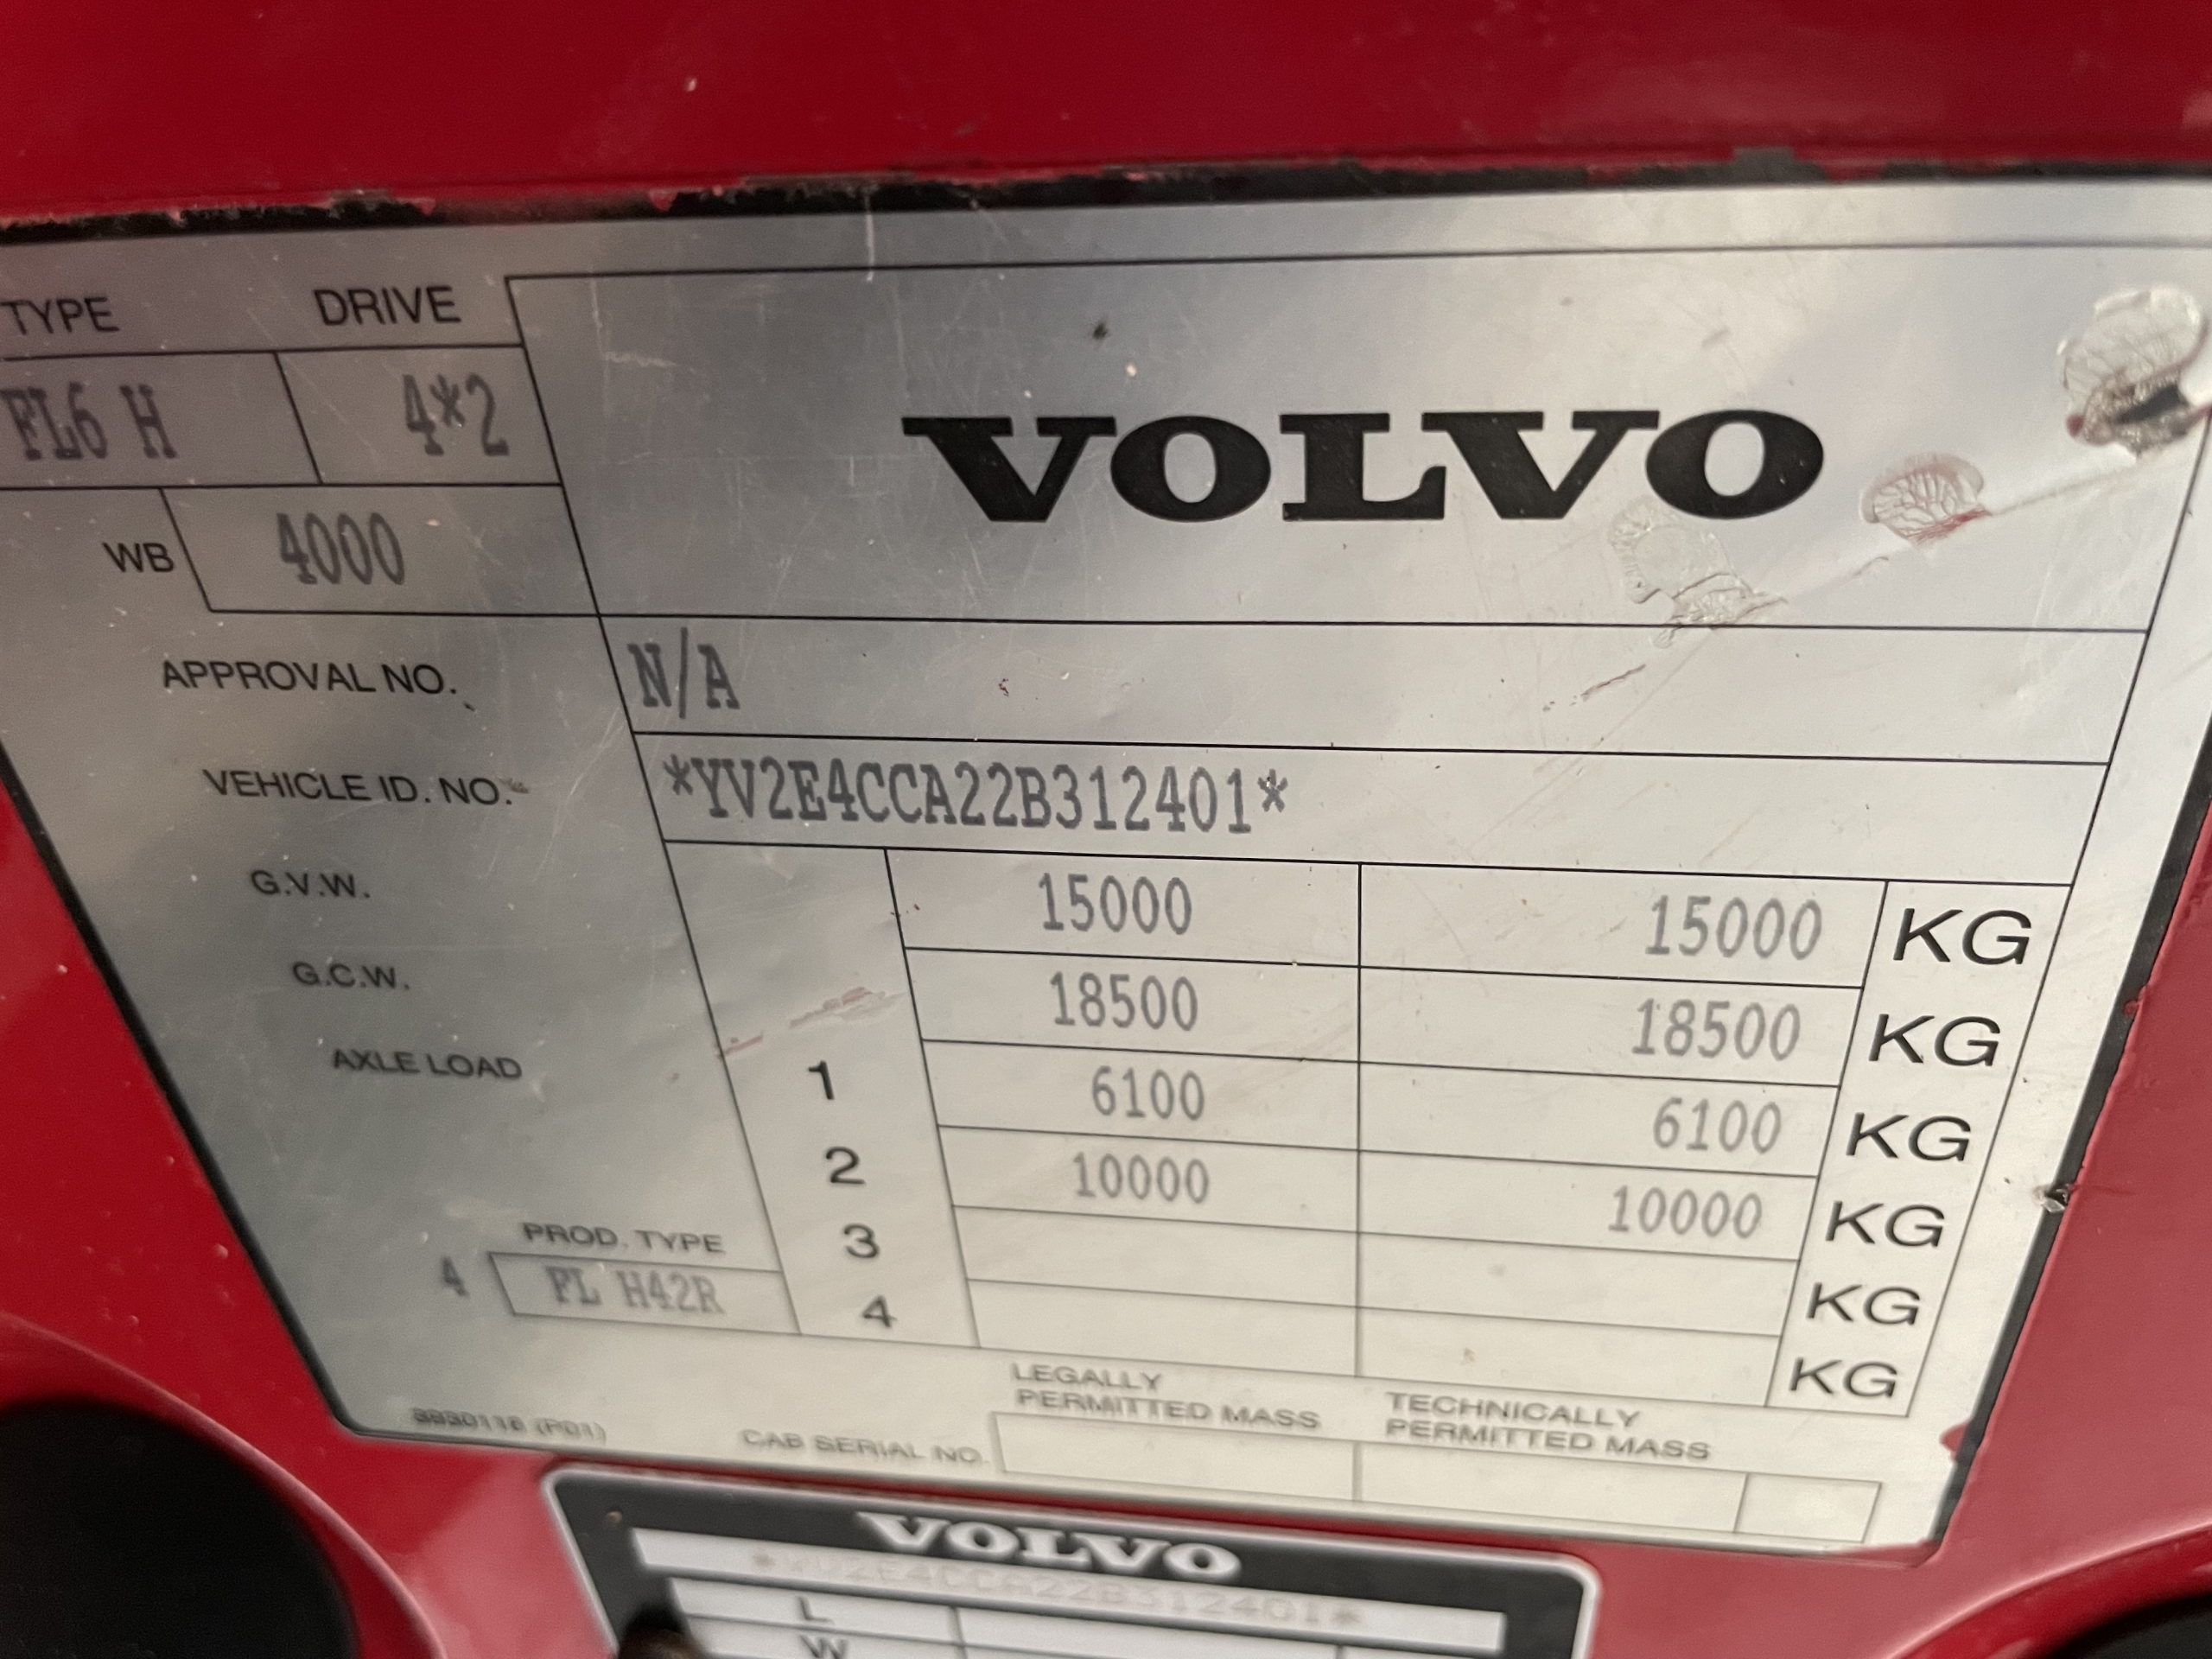 TYPE DRIVE
FL6 H 4*2
VOLVO
WB 4000
APPROVAL NO. N/A
VEHICLE ID. NO. *YV2E4CCA22B312401*
G.V.W. 15000 15000 KG
G.C.W. 18500 18500 KG
AXLE LOAD 1 6100 6100 KG
2 10000 10000 KG
PROD. TYPE 3 KG
4 FL H42R 4 KG
LEGALLY PERMITTED MASS
TECHNICALLY PERMITTED MASS
CAB SERIAL NO.
VOLVO
*YV2E4CCA22B312401*
L
W